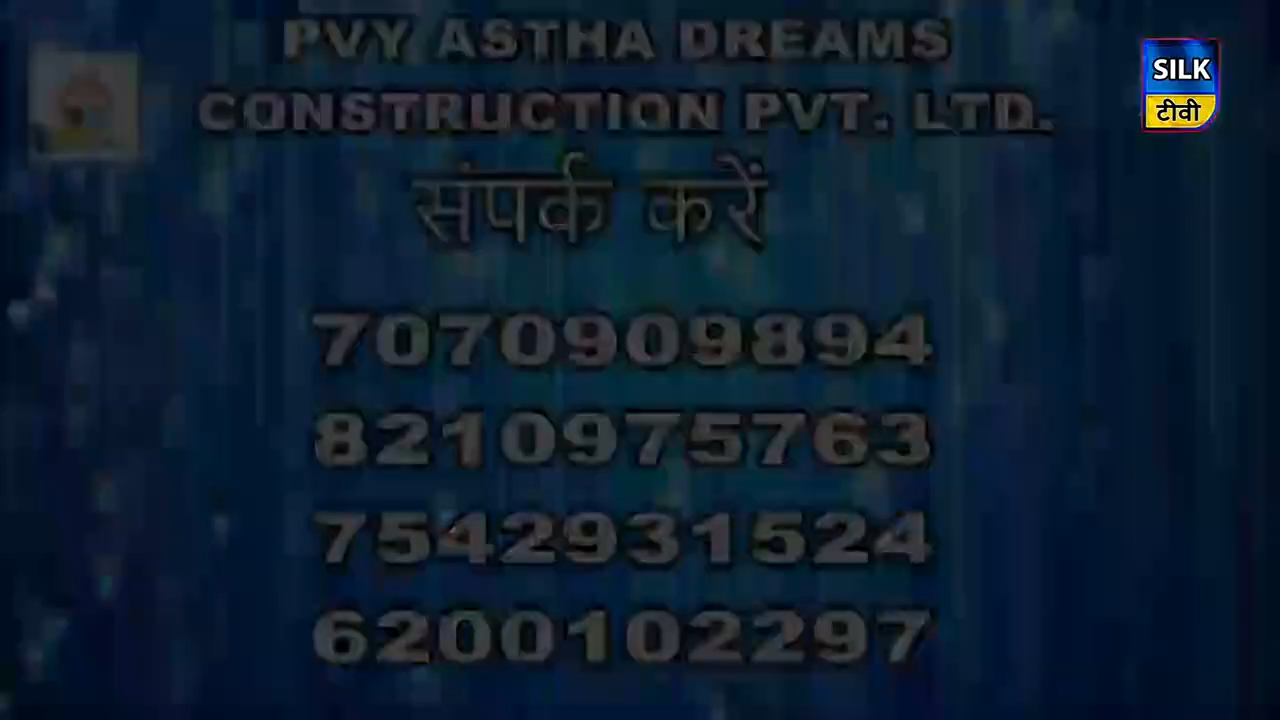 PVY ASTHA DREAMS
CONSTRUCTION PVT. LTD.
SILK
टीवी
संपर्क करें
7070909894
8210975763
7542931524
6200102297